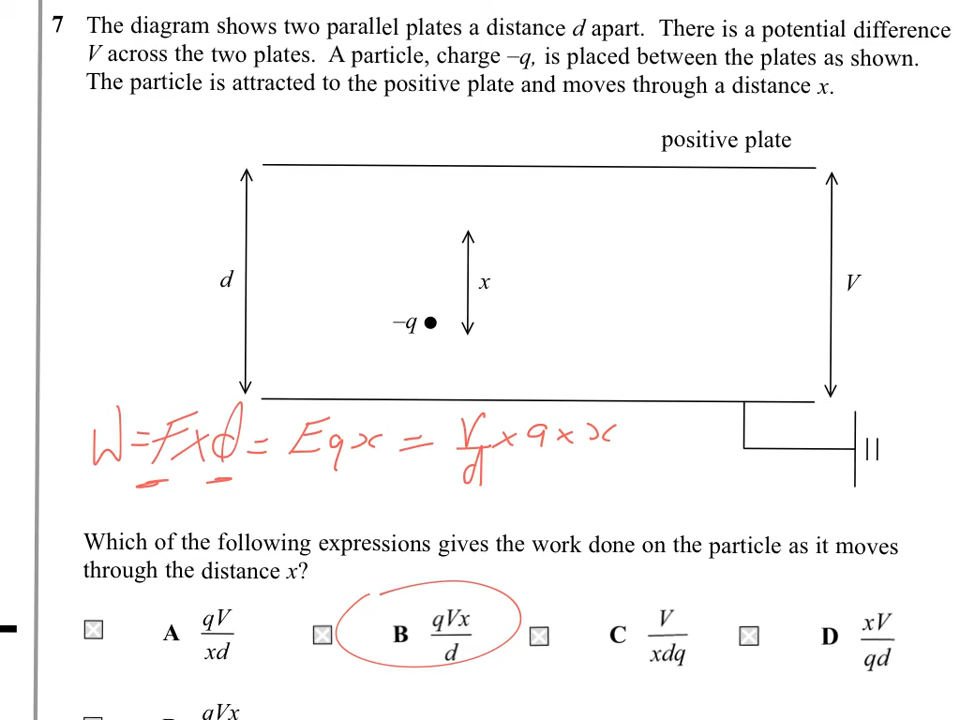 7 The diagram shows two parallel plates a distance d apart. There is a potential difference
V across the two plates. A particle, charge –q, is placed between the plates as shown.
The particle is attracted to the positive plate and moves through a distance x.
positive plate
d
x
V
–q
W = F x d = E q x = V/d x q x x
Which of the following expressions gives the work done on the particle as it moves
through the distance x?
A qV/xd B qVx/d C V/xdq D xV/qd
qVx